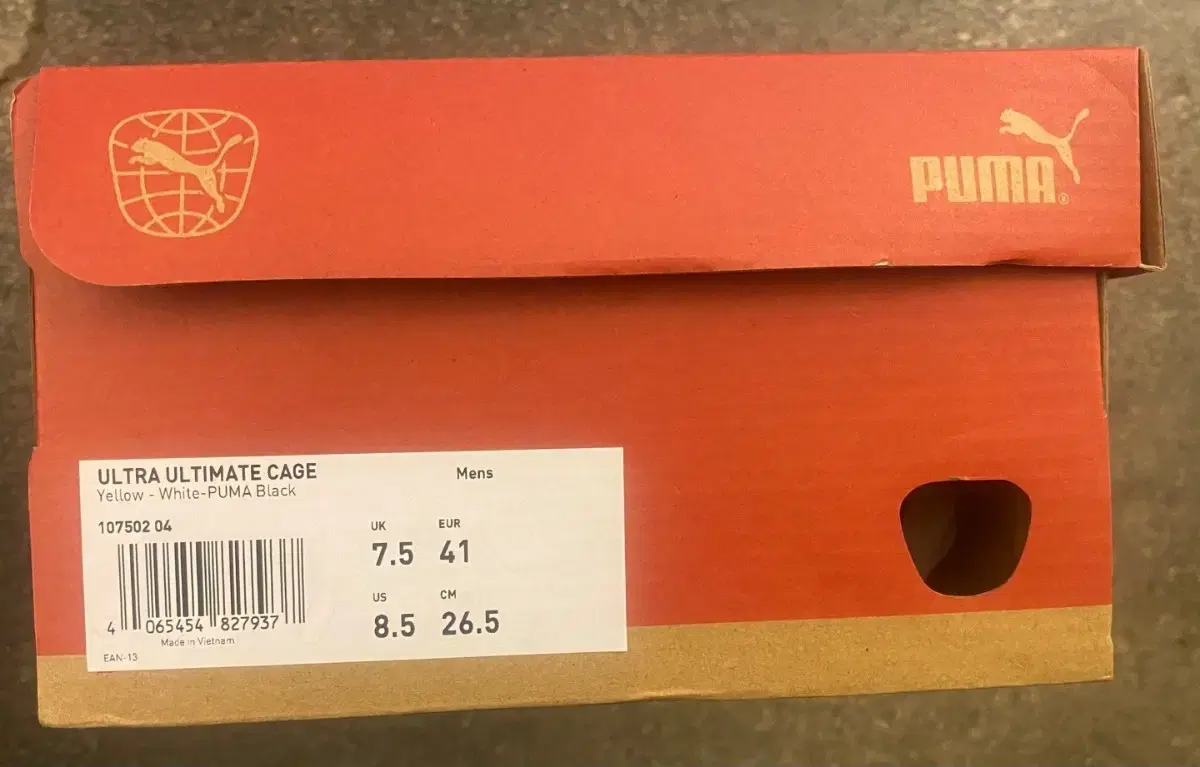 PUMA®
ULTRA ULTIMATE CAGE
Mens
Yellow - White-PUMA Black
107502 04
UK EUR
7.5 41
US CM
8.5 26.5
4 065454 827937
Made in Vietnam
EAN-13